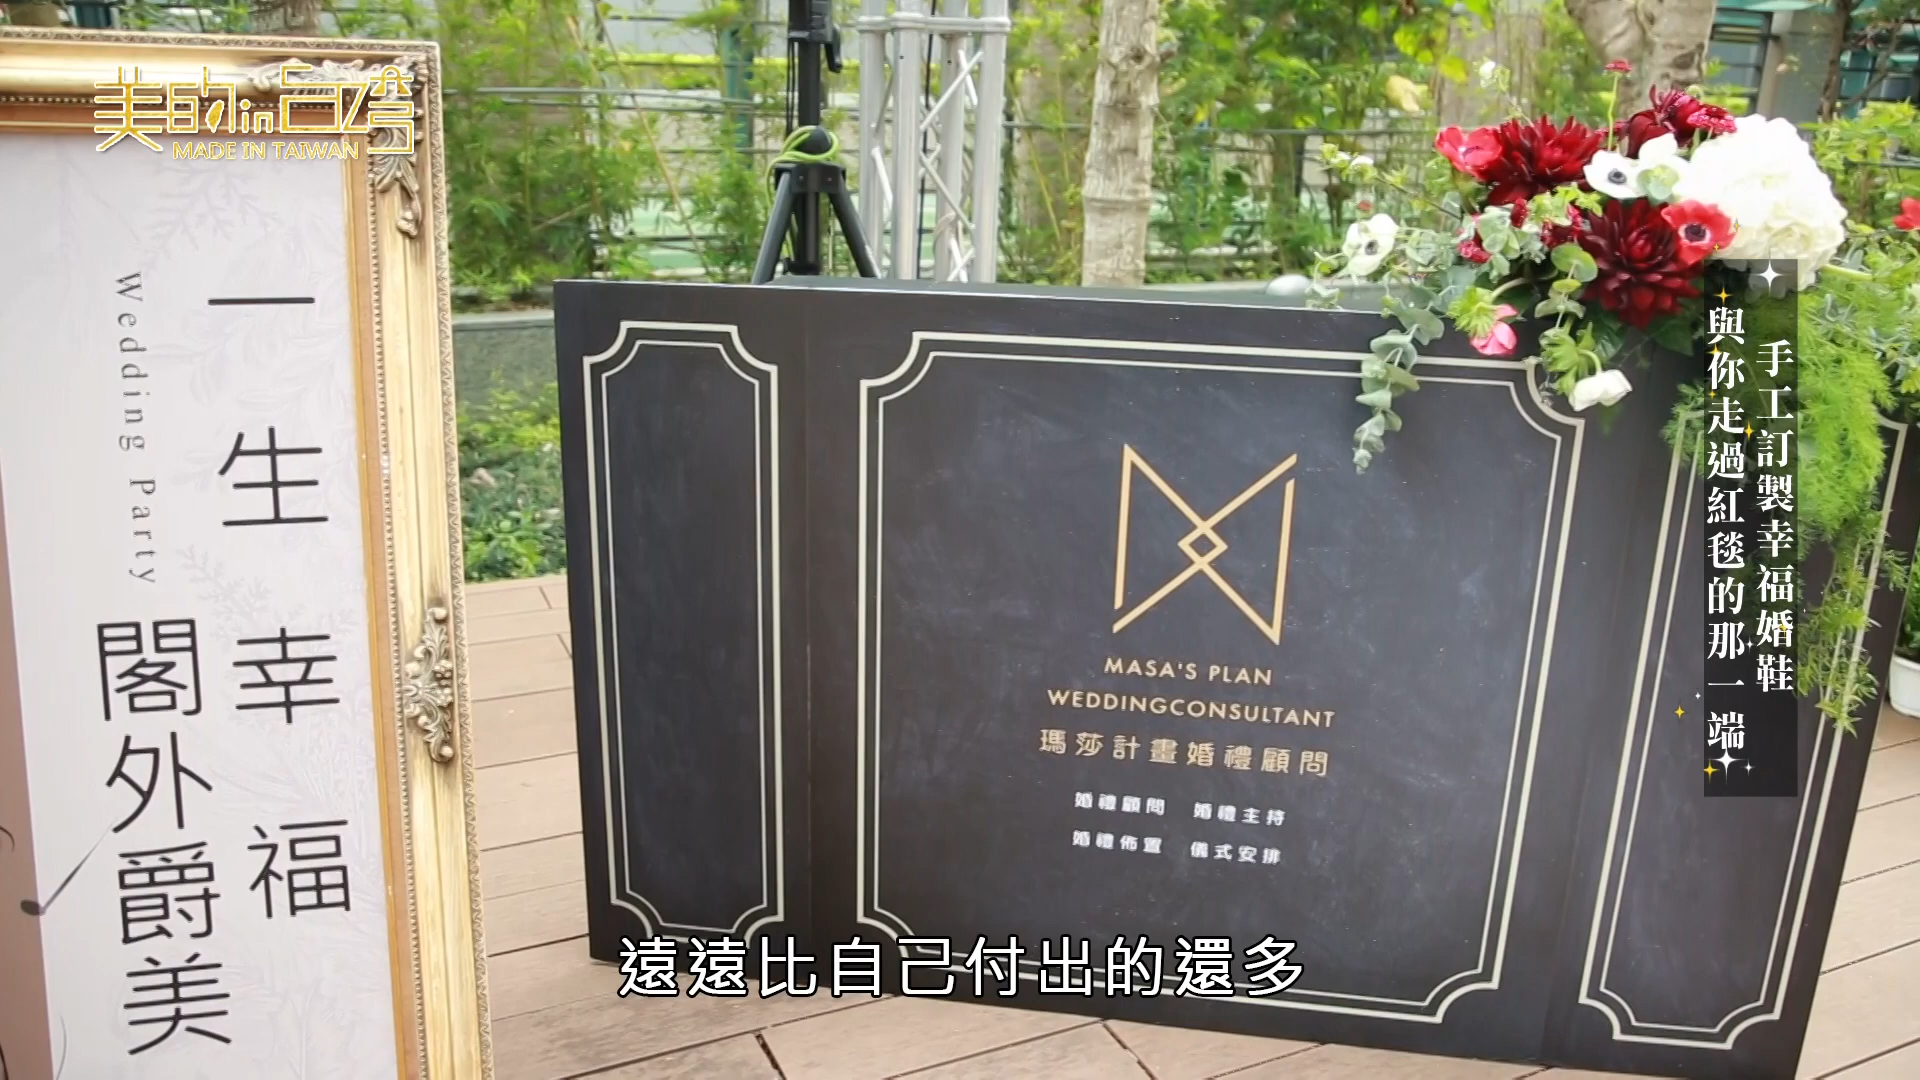 美的in台灣
MADE IN TAIWAN
一生幸福
Wedding Party
閣外爵美
MASA'S PLAN
WEDDINGCONSULTANT
瑪莎計畫婚禮顧問
婚禮顧問 婚禮主持
婚禮佈置 儀式安排
手工訂製幸福婚鞋
與你走過紅毯的那一端
遠遠比自己付出的還多